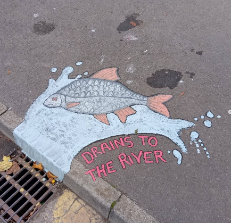 DRAINS TO
THE RIVER.